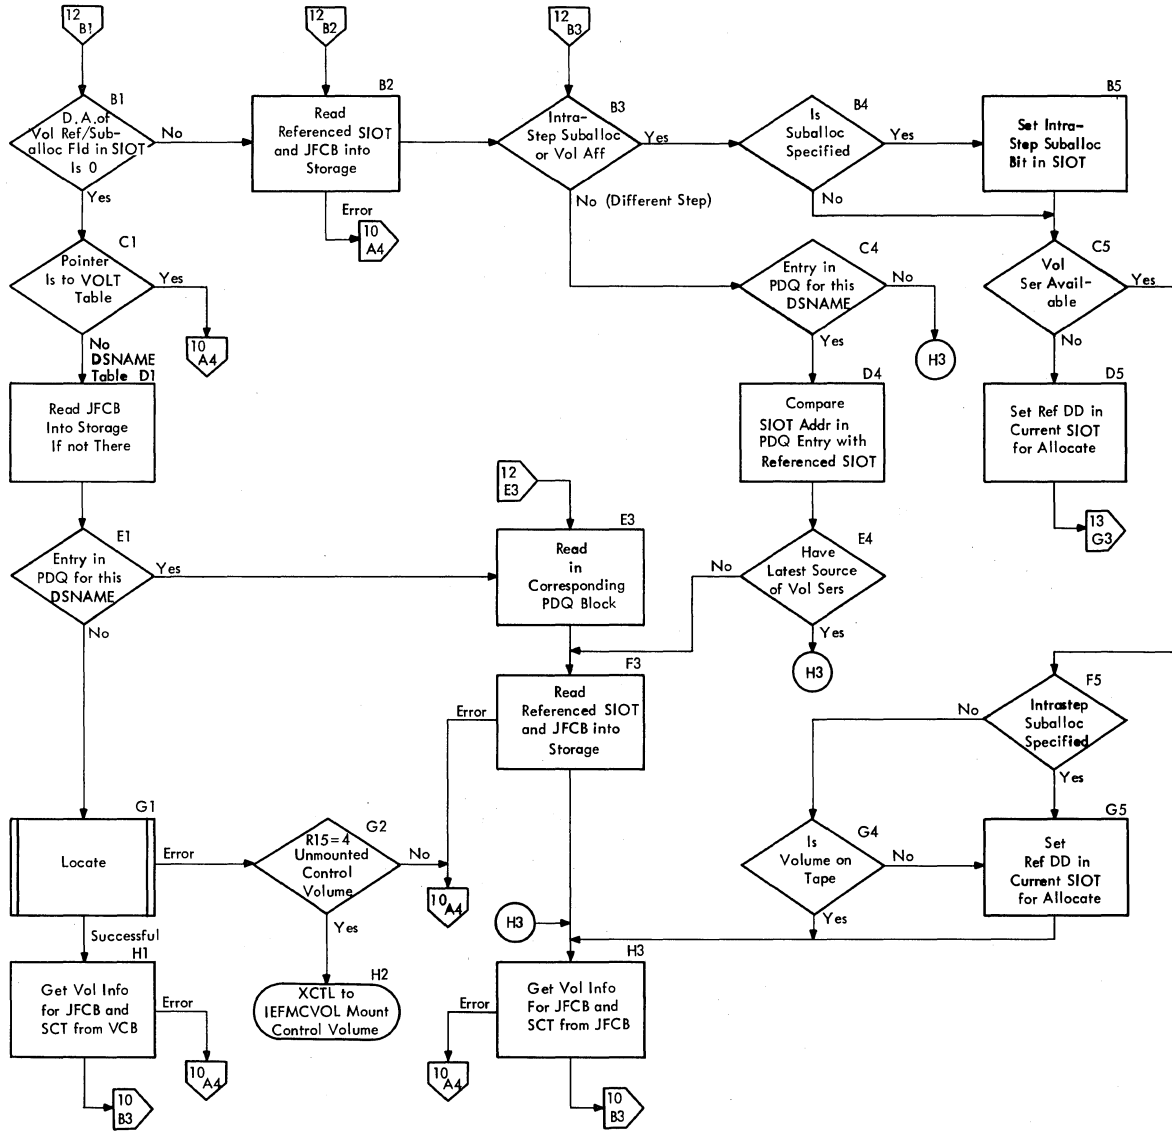 12
B1
12
B2
12
B3
B1
D.A.of
Vol Ref/Sub-
alloc Fld in SIOT
Is 0
No
Yes
B2
Read
Referenced SIOT
and JFCB into
Storage
Error
10
A4
B3
Intra-
Step Suballoc
or Vol Aff
Yes
No (Different Step)
B4
Is
Suballoc
Specified
Yes
No
B5
Set Intra-
Step Suballoc
Bit in SIOT
C1
Pointer
Is to VOLT
Table
Yes
10
A4
No
DSNAME
Table D1
C4
Entry in
PDQ for this
DSNAME
No
H3
Yes
C5
Vol
Ser Avail-
able
Yes
No
Read JFCB
Into Storage
If not There
D4
Compare
SIOT Addr in
PDQ Entry with
Referenced SIOT
D5
Set Ref DD in
Current SIOT
for Allocate
13
G3
12
E3
E1
Entry in
PDQ for this
DSNAME
Yes
No
E3
Read
in
Corresponding
PDQ Block
E4
Have
Latest Source
of Vol Sers
No
Yes
H3
F3
Read
Referenced SIOT
and JFCB into
Storage
Error
F5
Intrastep
Suballoc
Specified
No
Yes
G1
Locate
Error
Successful
G2
R15=4
Unmounted
Control
Volume
No
Yes
10
A4
G4
Is
Volume on
Tape
No
Yes
G5
Set
Ref DD in
Current SIOT
for Allocate
H3
H1
Get Vol Info
for JFCB and
SCT from VCB
Error
10
A4
10
B3
H2
XCTL to
IEFMCVOL Mount
Control Volume
H3
Get Vol Info
For JFCB and
SCT from JFCB
Error
10
A4
10
B3